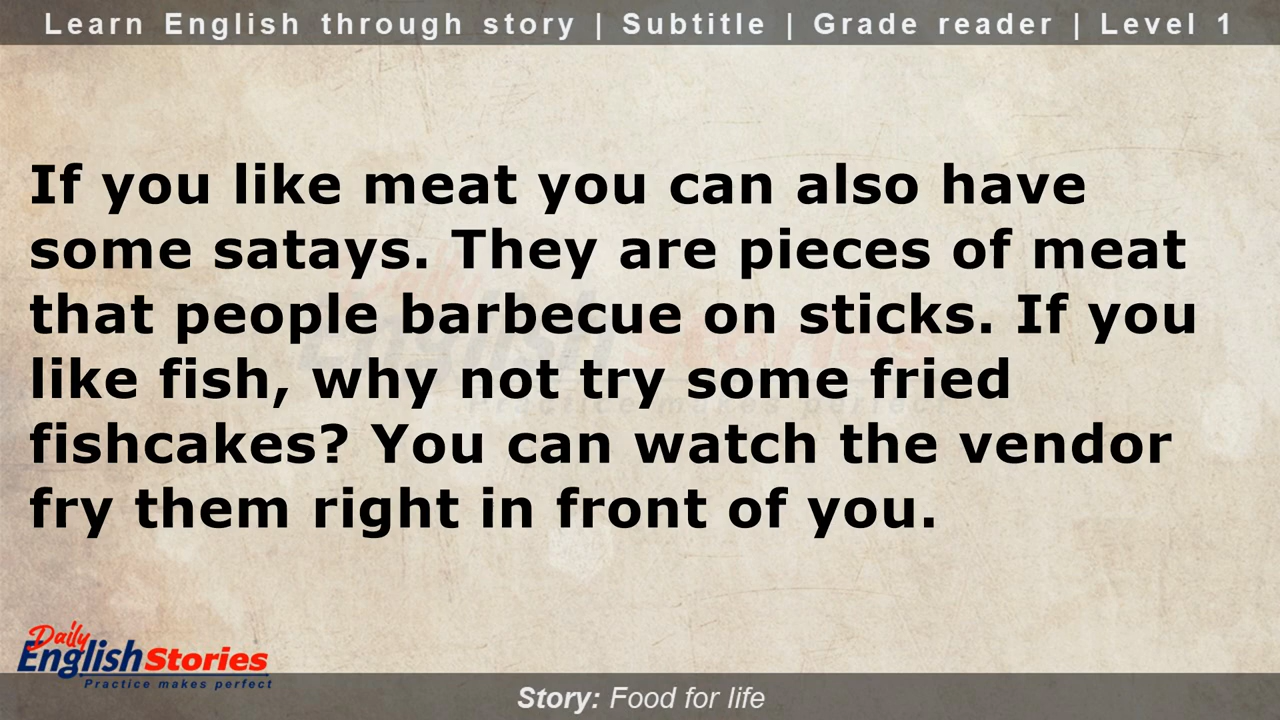 Learn English through story | Subtitle | Grade reader | Level 1
If you like meat you can also have
some satays. They are pieces of meat
that people barbecue on sticks. If you
like fish, why not try some fried
fishcakes? You can watch the vendor
fry them right in front of you.
Daily
English Stories
Practice makes perfect
Story: Food for life